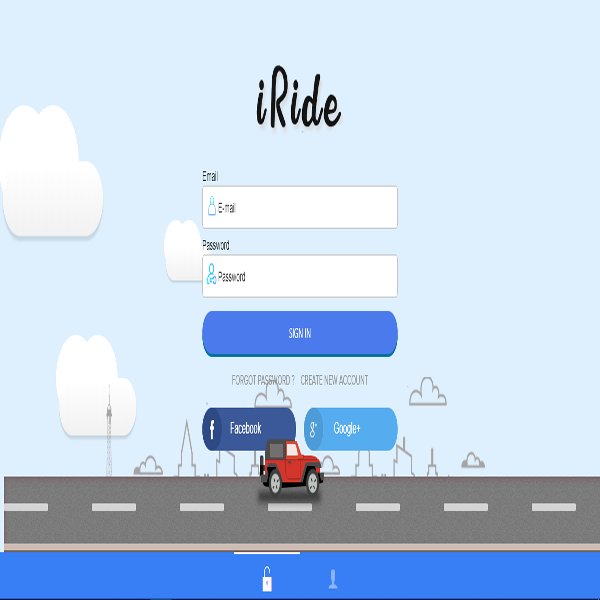 iRide
Email
E-mail
Password
Password
SIGN IN
FORGOT PASSWORD ? CREATE NEW ACCOUNT
f Facebook
g+ Google+